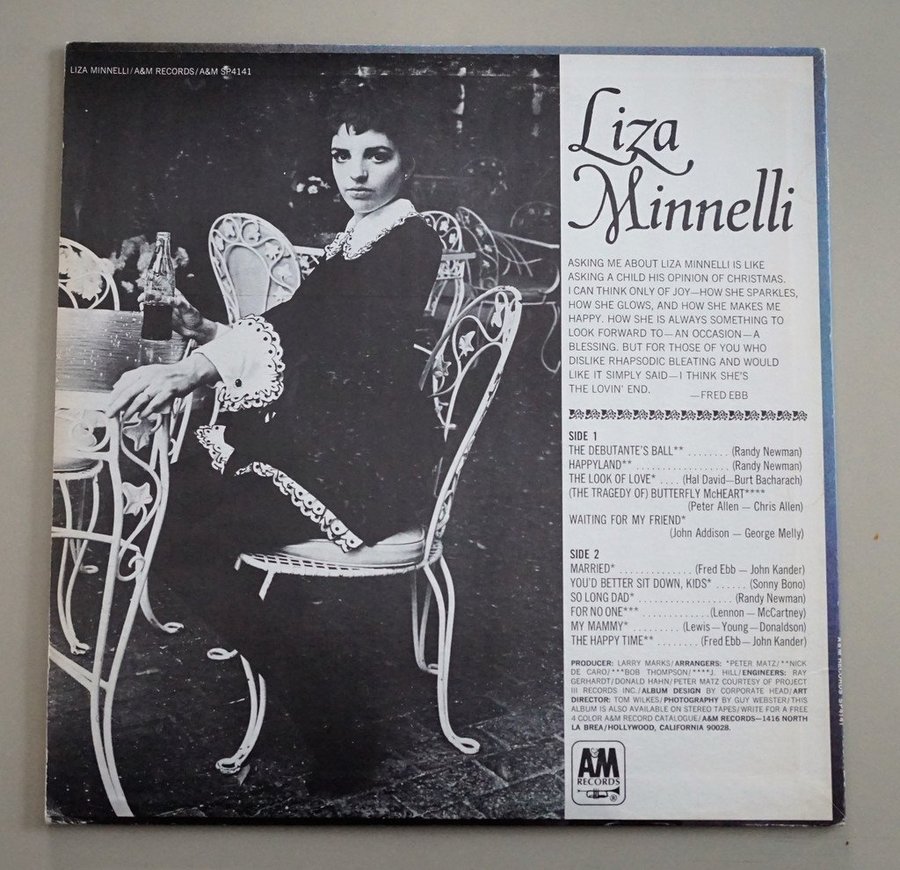 LIZA MINNELLI/A&M RECORDS/A&M SP4141
Liza
Minnelli
ASKING ME ABOUT LIZA MINNELLI IS LIKE
ASKING A CHILD HIS OPINION OF CHRISTMAS.
I CAN THINK ONLY OF JOY—HOW SHE SPARKLES,
HOW SHE GLOWS, AND HOW SHE MAKES ME
HAPPY. HOW SHE IS ALWAYS SOMETHING TO
LOOK FORWARD TO—AN OCCASION—A
BLESSING. BUT FOR THOSE OF YOU WHO
DISLIKE RHAPSODIC BLEATING AND WOULD
LIKE IT SIMPLY SAID—I THINK SHE'S
THE LOVIN' END.
—FRED EBB
SIDE 1
THE DEBUTANTE'S BALL** ........ (Randy Newman)
HAPPYLAND** .................. (Randy Newman)
THE LOOK OF LOVE* .... (Hal David—Burt Bacharach)
(THE TRAGEDY OF) BUTTERFLY McHEART****
(Peter Allen — Chris Allen)
WAITING FOR MY FRIEND*
(John Addison — George Melly)
SIDE 2
MARRIED* .............. (Fred Ebb — John Kander)
YOU'D BETTER SIT DOWN, KIDS* ...... (Sonny Bono)
SO LONG DAD* .................. (Randy Newman)
FOR NO ONE*** ............. (Lennon — McCartney)
MY MAMMY* ......... (Lewis—Young—Donaldson)
THE HAPPY TIME** ........ (Fred Ebb—John Kander)
PRODUCER: LARRY MARKS/ARRANGERS: *PETER MATZ/**NICK
DE CARO/***BOB THOMPSON/****J. HILL/ENGINEERS: RAY
GERHARDT/DONALD HAHN/PETER MATZ COURTESY OF PROJECT
III RECORDS INC./ALBUM DESIGN BY CORPORATE HEAD/ART
DIRECTOR: TOM WILKES/PHOTOGRAPHY BY GUY WEBSTER/THIS
ALBUM IS ALSO AVAILABLE ON STEREO TAPES/WRITE FOR A FREE
4 COLOR A&M RECORD CATALOGUE/A&M RECORDS—1416 NORTH
LA BREA/HOLLYWOOD, CALIFORNIA 90028.
A&M
RECORDS
®
A&M RECORDS SP4141